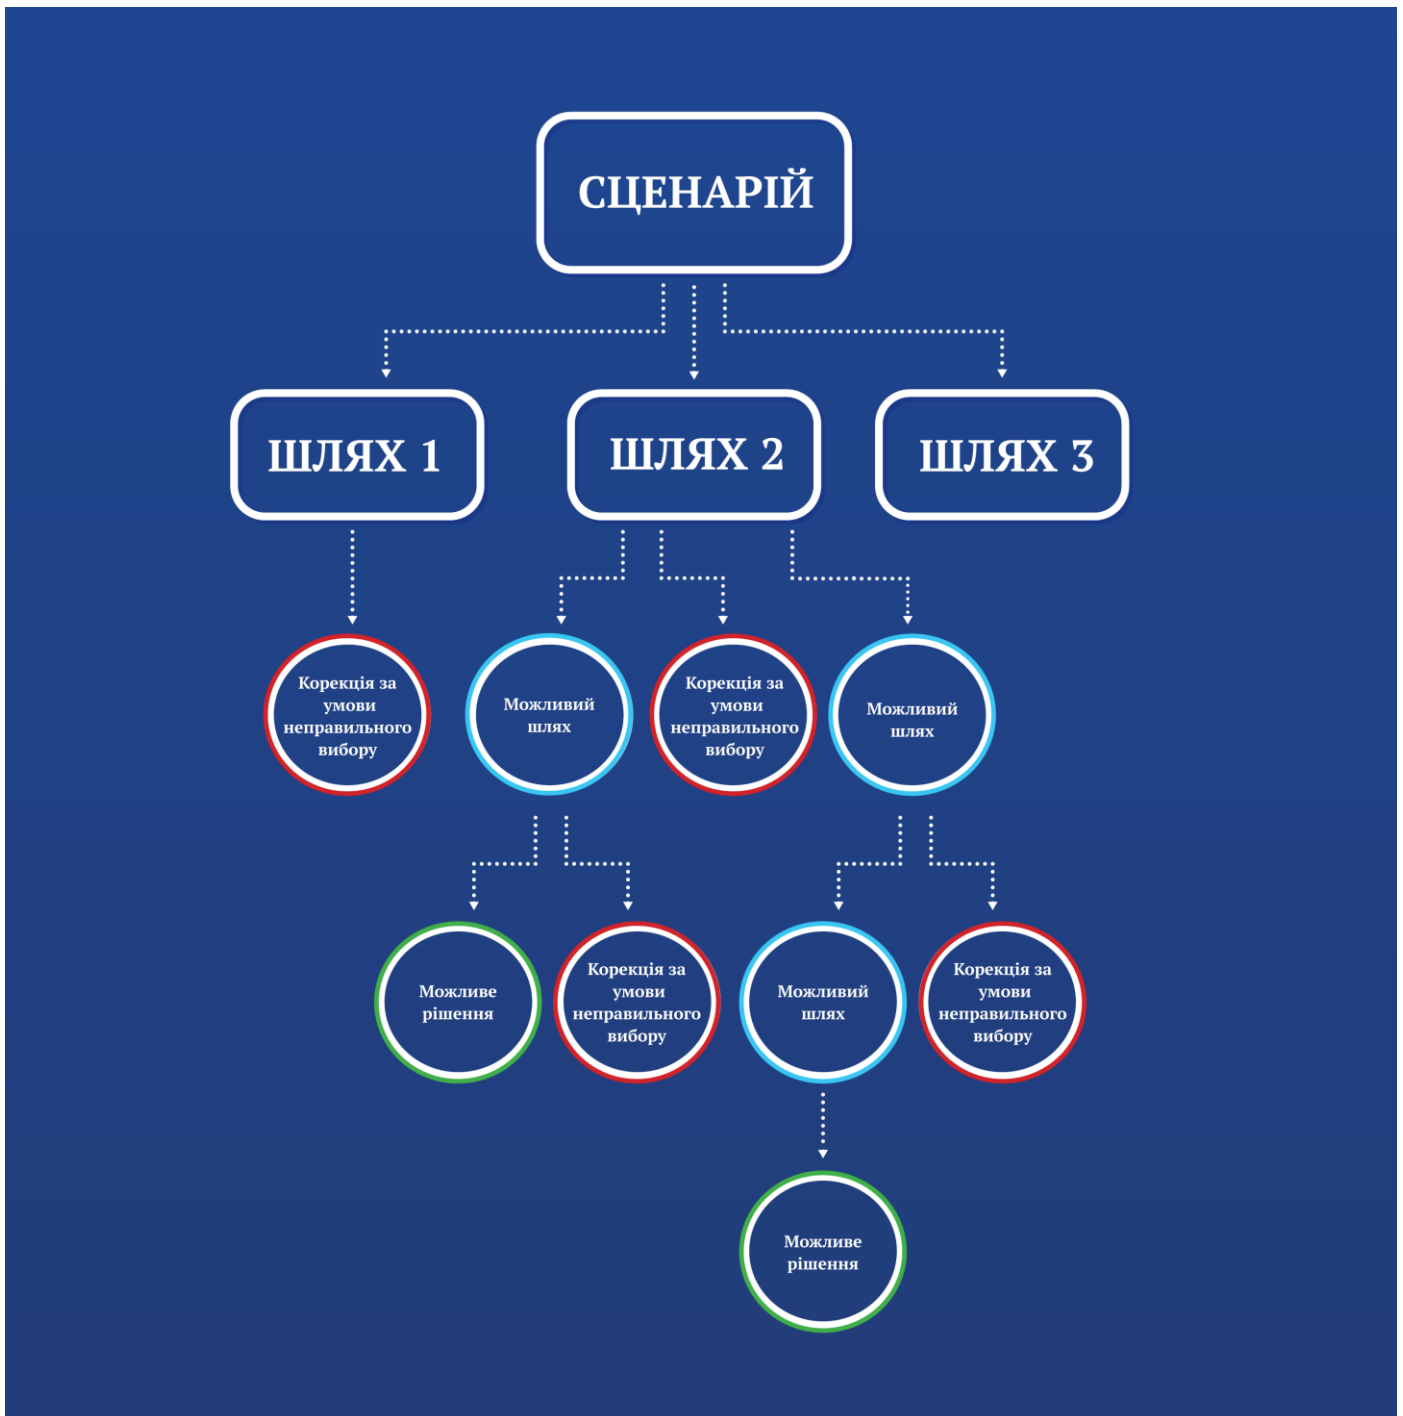 СЦЕНАРІЙ
ШЛЯХ 1
ШЛЯХ 2
ШЛЯХ 3
Корекція за
умови
неправильного
вибору
Можливий
шлях
Корекція за
умови
неправильного
вибору
Можливий
шлях
Можливе
рішення
Корекція за
умови
неправильного
вибору
Можливий
шлях
Корекція за
умови
неправильного
вибору
Можливе
рішення